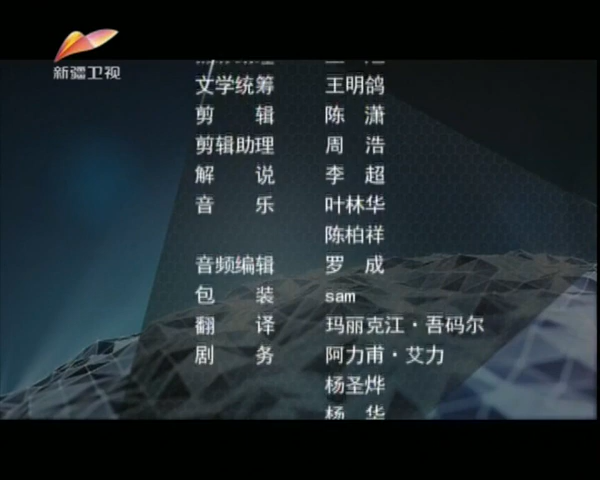 新疆卫视
文学统筹 王明鸽
剪 辑 陈 潇
剪辑助理 周 浩
解 说 李 超
音 乐 叶林华
陈柏祥
音频编辑 罗 成
包 装 sam
翻 译 玛丽克江·吾码尔
剧 务 阿力甫·艾力
杨圣烨
杨 华